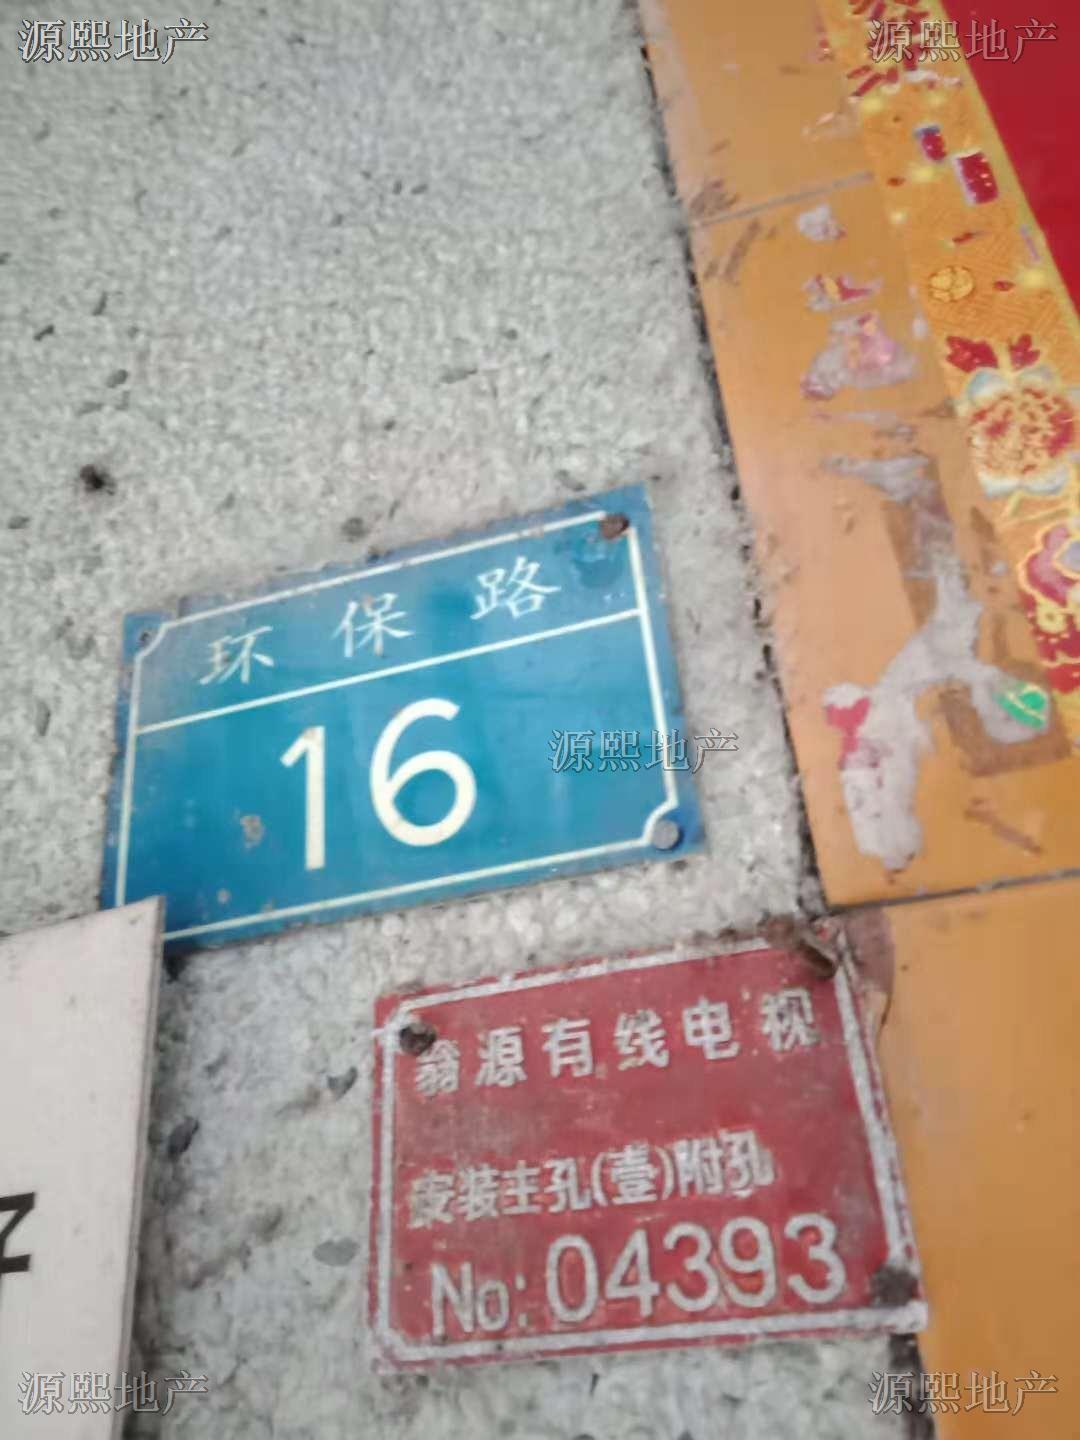 源熙地产
源熙地产
环保路
16
源熙地产
翁源有线电视
安装主孔(壹)附孔
No:04393
源熙地产
源熙地产